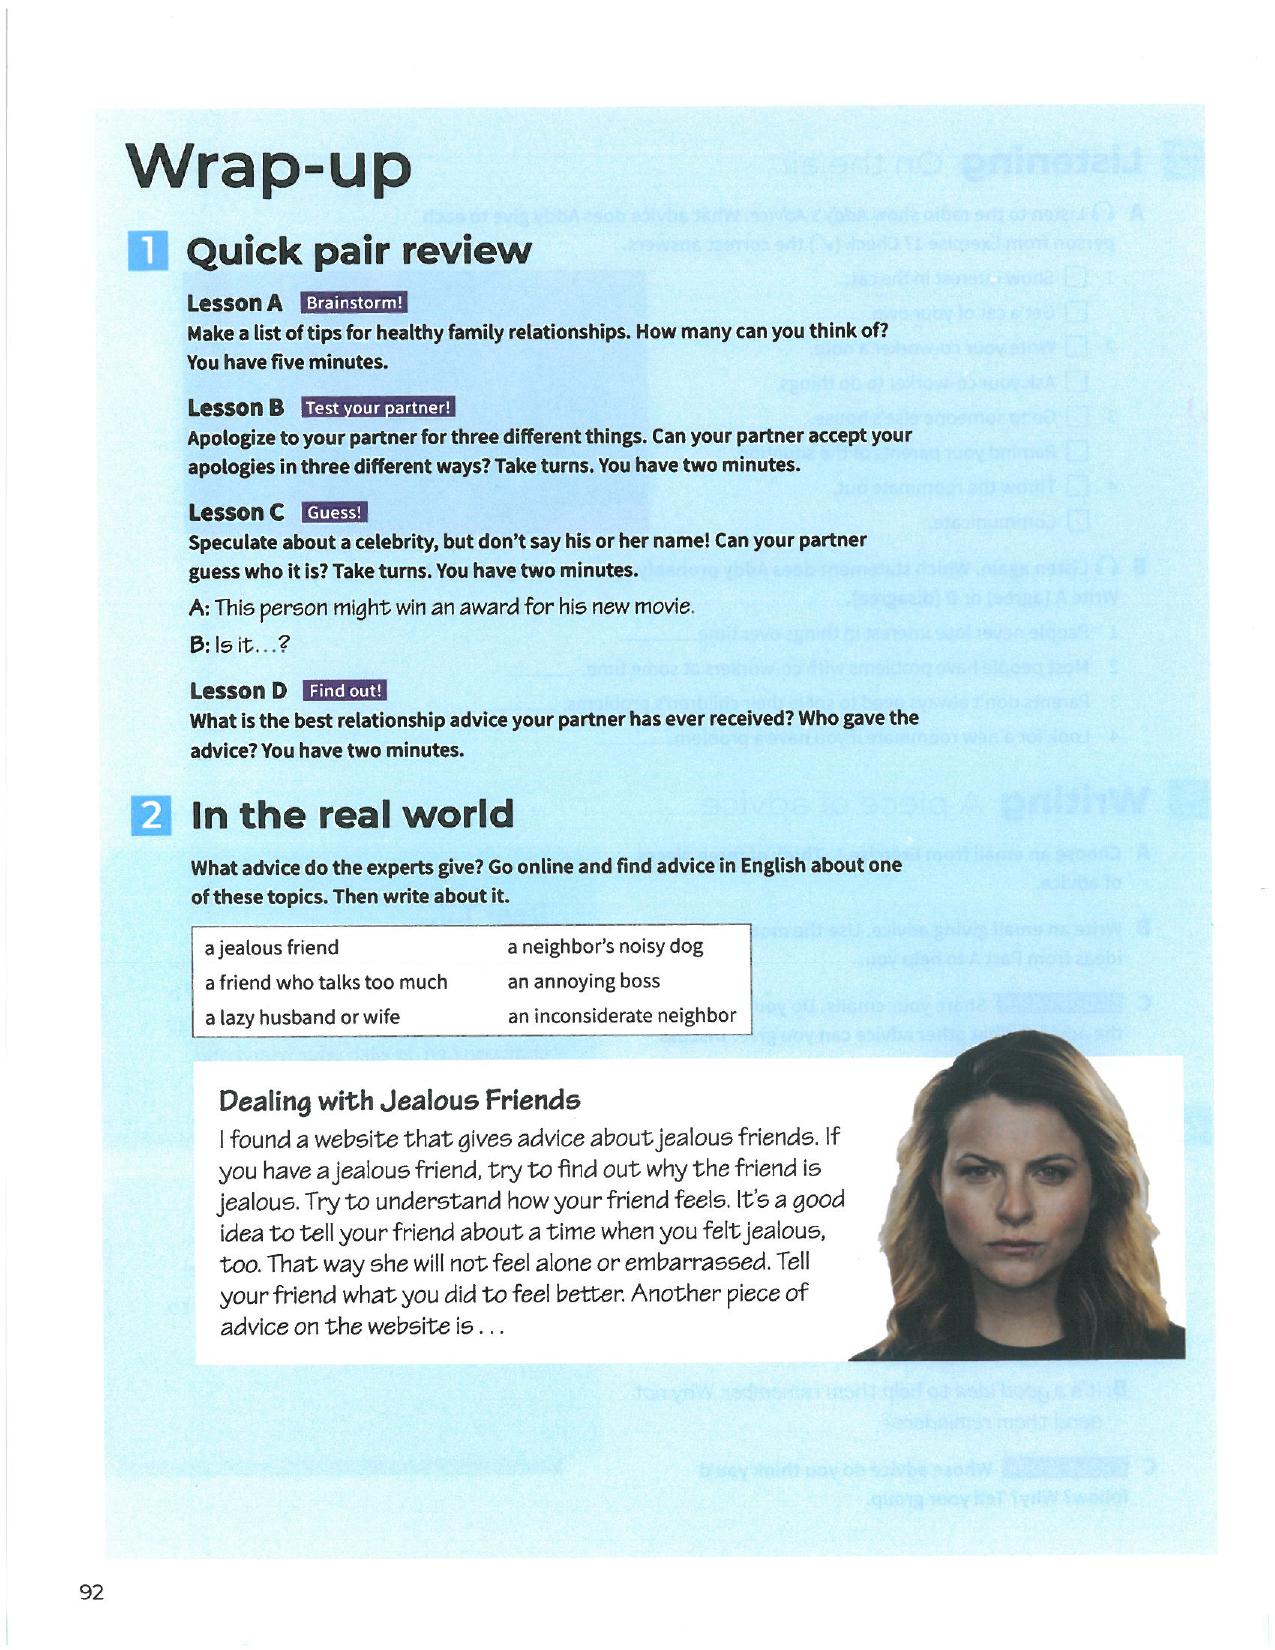 Wrap-up
1 Quick pair review
Lesson A Brainstorm!
Make a list of tips for healthy family relationships. How many can you think of?
You have five minutes.
Lesson B Test your partner!
Apologize to your partner for three different things. Can your partner accept your
apologies in three different ways? Take turns. You have two minutes.
Lesson C Guess!
Speculate about a celebrity, but don't say his or her name! Can your partner
guess who it is? Take turns. You have two minutes.
A: This person might win an award for his new movie.
B: Is it...?
Lesson D Find out!
What is the best relationship advice your partner has ever received? Who gave the
advice? You have two minutes.
2 In the real world
What advice do the experts give? Go online and find advice in English about one
of these topics. Then write about it.
a jealous friend a neighbor's noisy dog
a friend who talks too much an annoying boss
a lazy husband or wife an inconsiderate neighbor
Dealing with Jealous Friends
I found a website that gives advice about jealous friends. If
you have a jealous friend, try to find out why the friend is
jealous. Try to understand how your friend feels. It's a good
idea to tell your friend about a time when you felt jealous,
too. That way she will not feel alone or embarrassed. Tell
your friend what you did to feel better. Another piece of
advice on the website is...
92